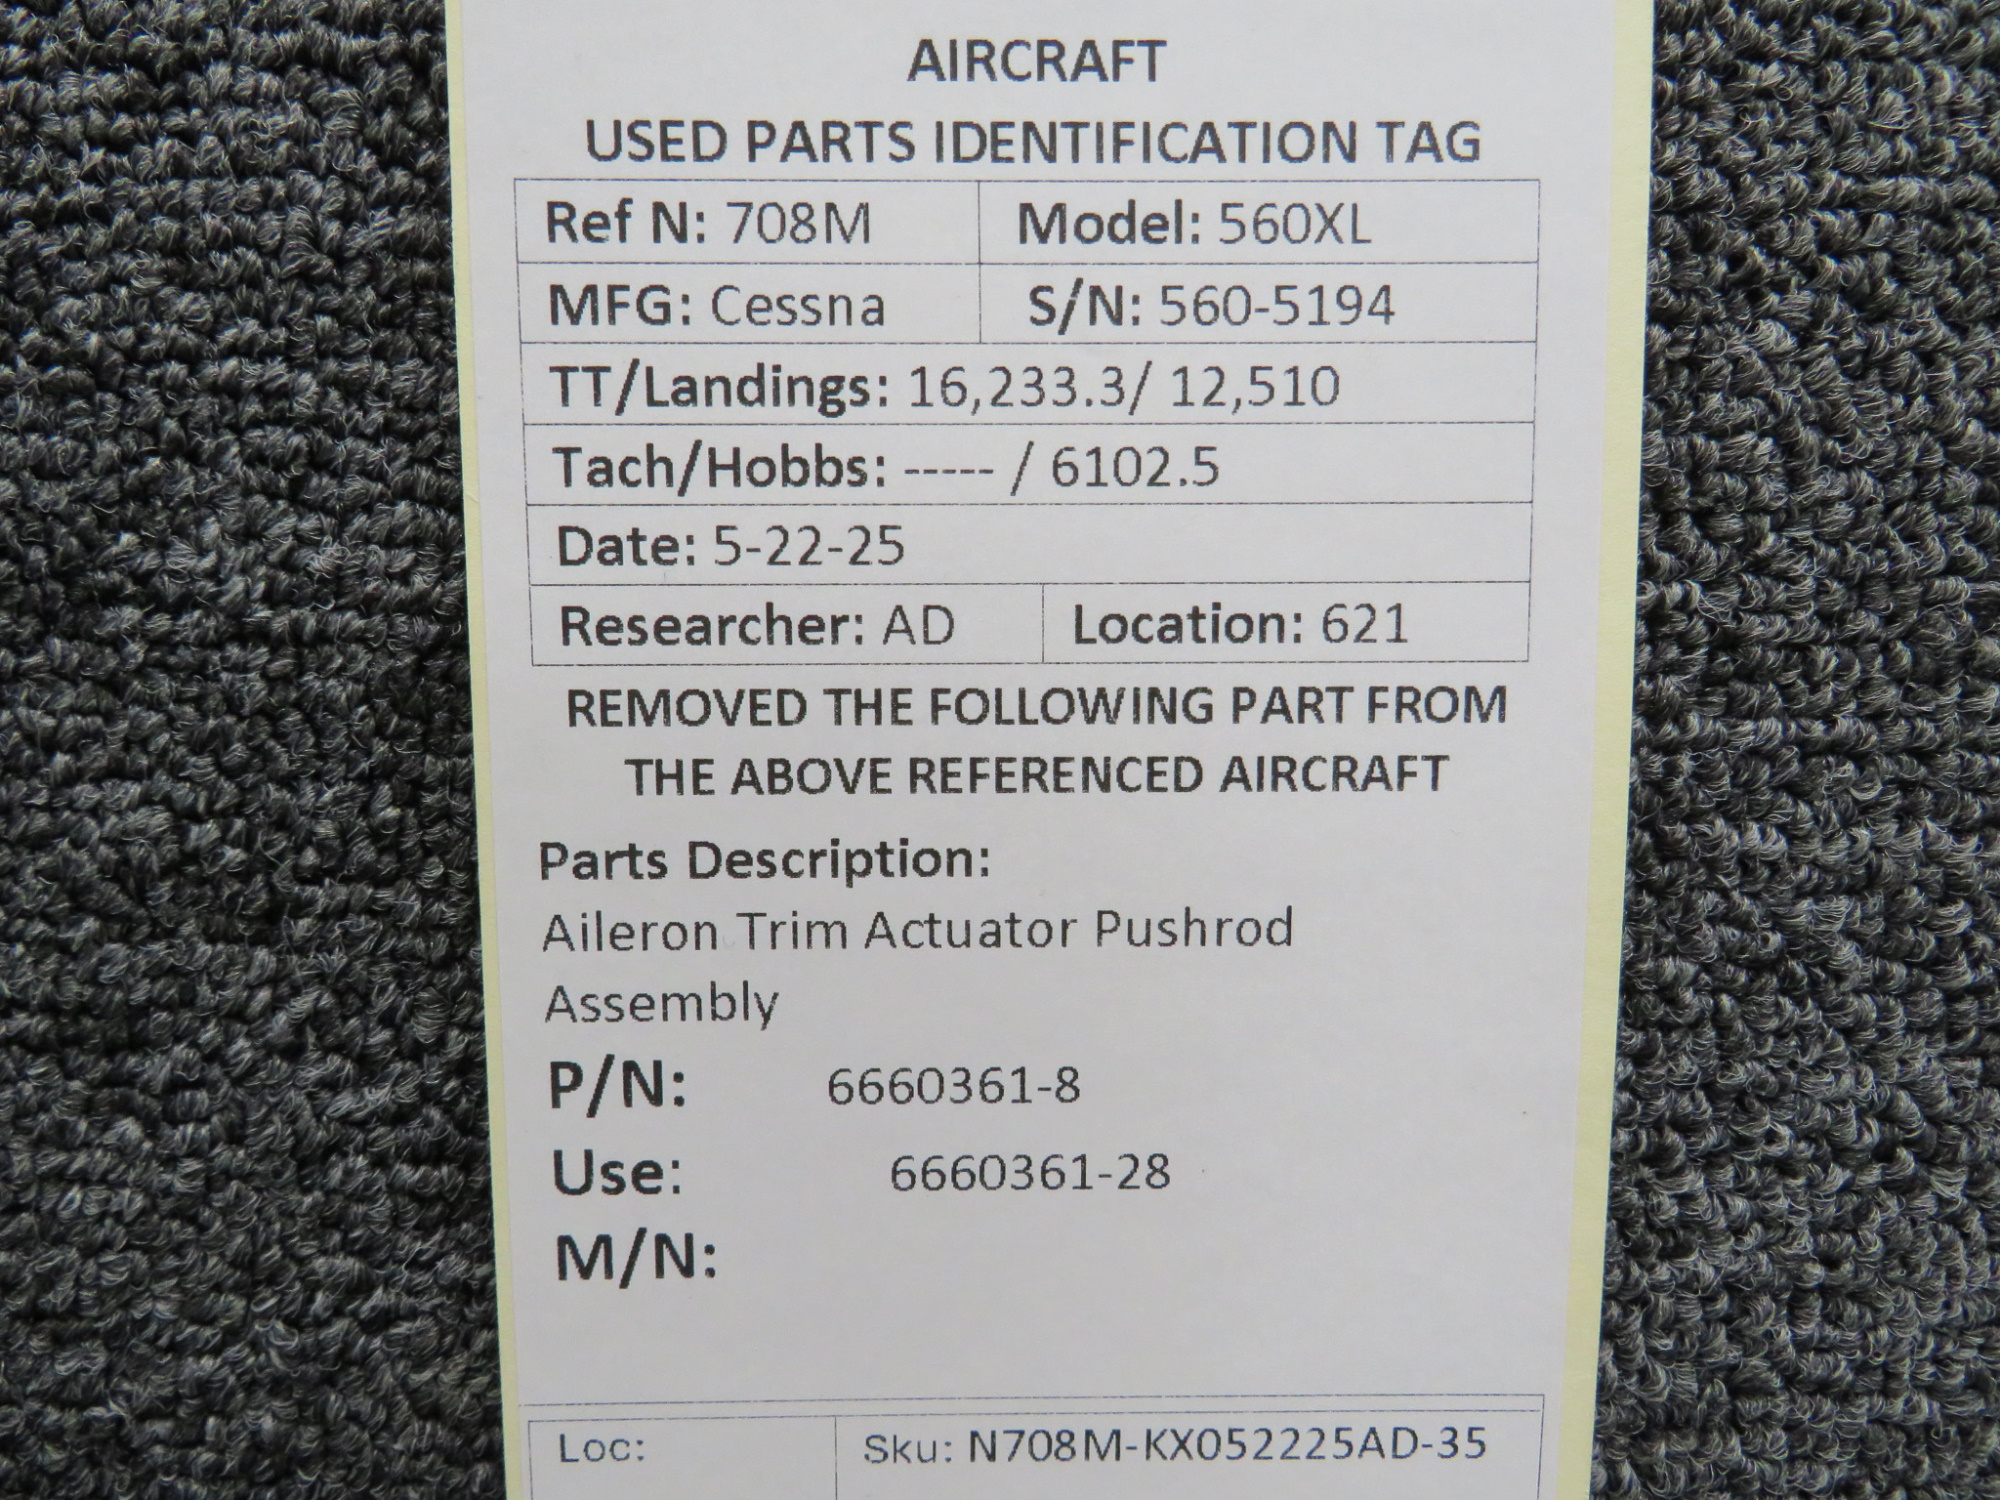 AIRCRAFT
USED PARTS IDENTIFICATION TAG
Ref N: 708M Model: 560XL
MFG: Cessna S/N: 560-5194
TT/Landings: 16,233.3/ 12,510
Tach/Hobbs: ----- / 6102.5
Date: 5-22-25
Researcher: AD Location: 621
REMOVED THE FOLLOWING PART FROM
THE ABOVE REFERENCED AIRCRAFT
Parts Description:
Aileron Trim Actuator Pushrod
Assembly
P/N: 6660361-8
Use: 6660361-28
M/N:
Loc: Sku: N708M-KX052225AD-35